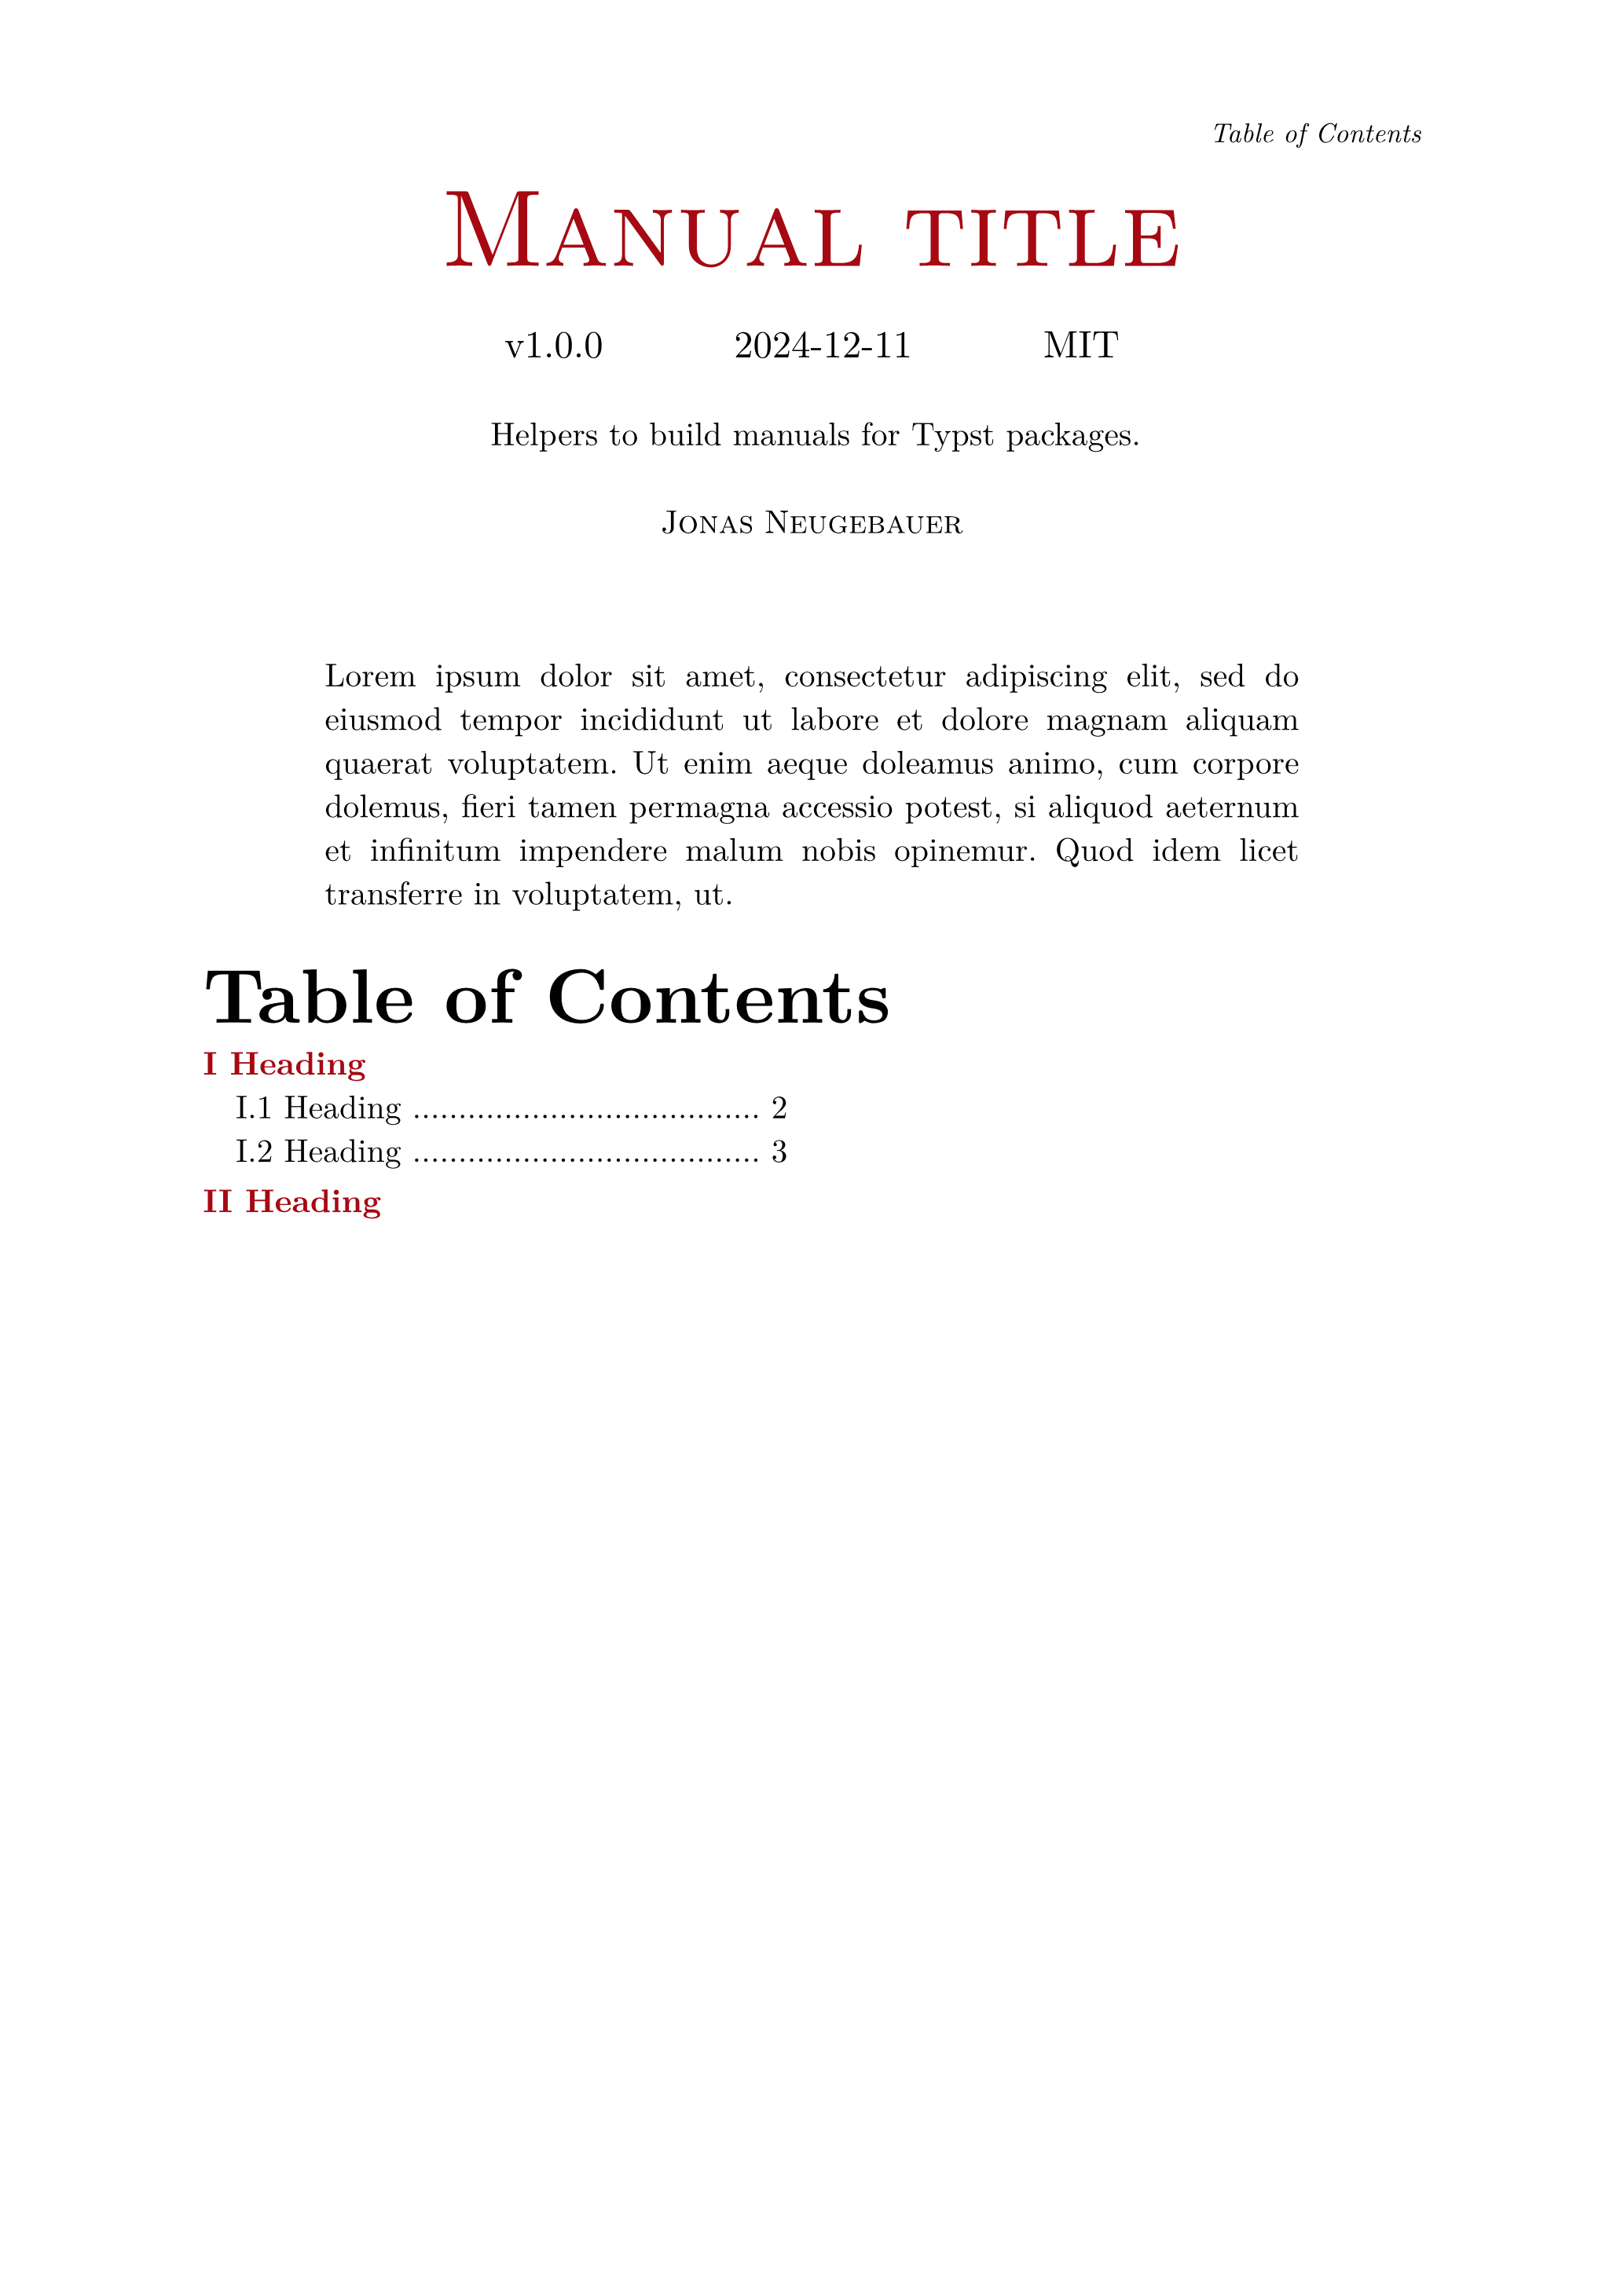 Table of Contents
Manual title
v1.0.0 2024-12-11 MIT
Helpers to build manuals for Typst packages.
Jonas Neugebauer
Lorem ipsum dolor sit amet, consectetur adipiscing elit, sed do
eiusmod tempor incididunt ut labore et dolore magnam aliquam
quaerat voluptatem. Ut enim aeque doleamus animo, cum corpore
dolemus, fieri tamen permagna accessio potest, si aliquod aeternum
et infinitum impendere malum nobis opinemur. Quod idem licet
transferre in voluptatem, ut.
Table of Contents
I Heading
I.1 Heading ...................................... 2
I.2 Heading ...................................... 3
II Heading